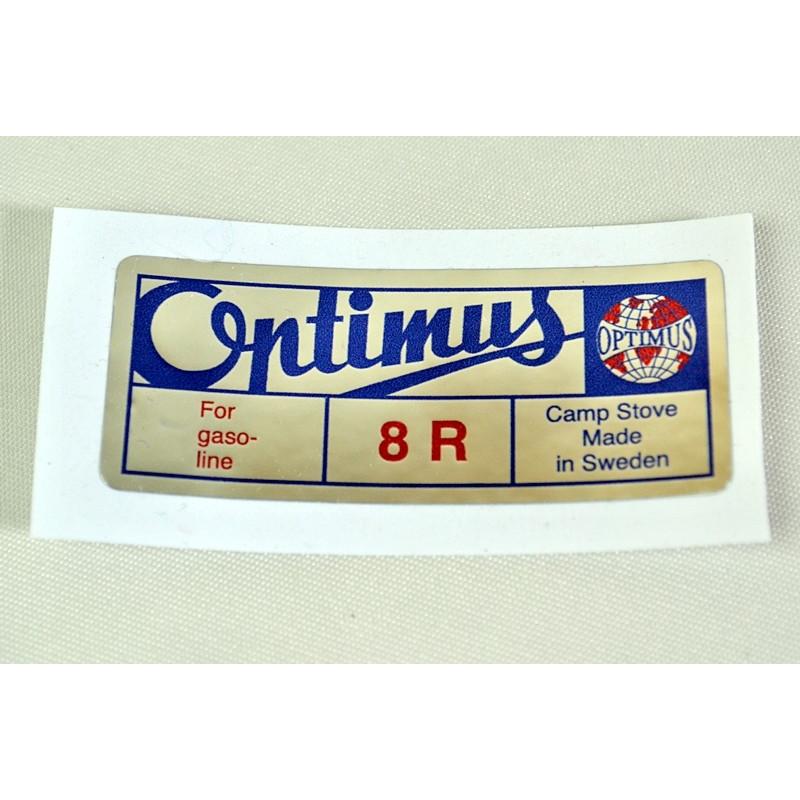 Optimus
OPTIMUS
For
gaso-
line
8 R
Camp Stove
Made
in Sweden